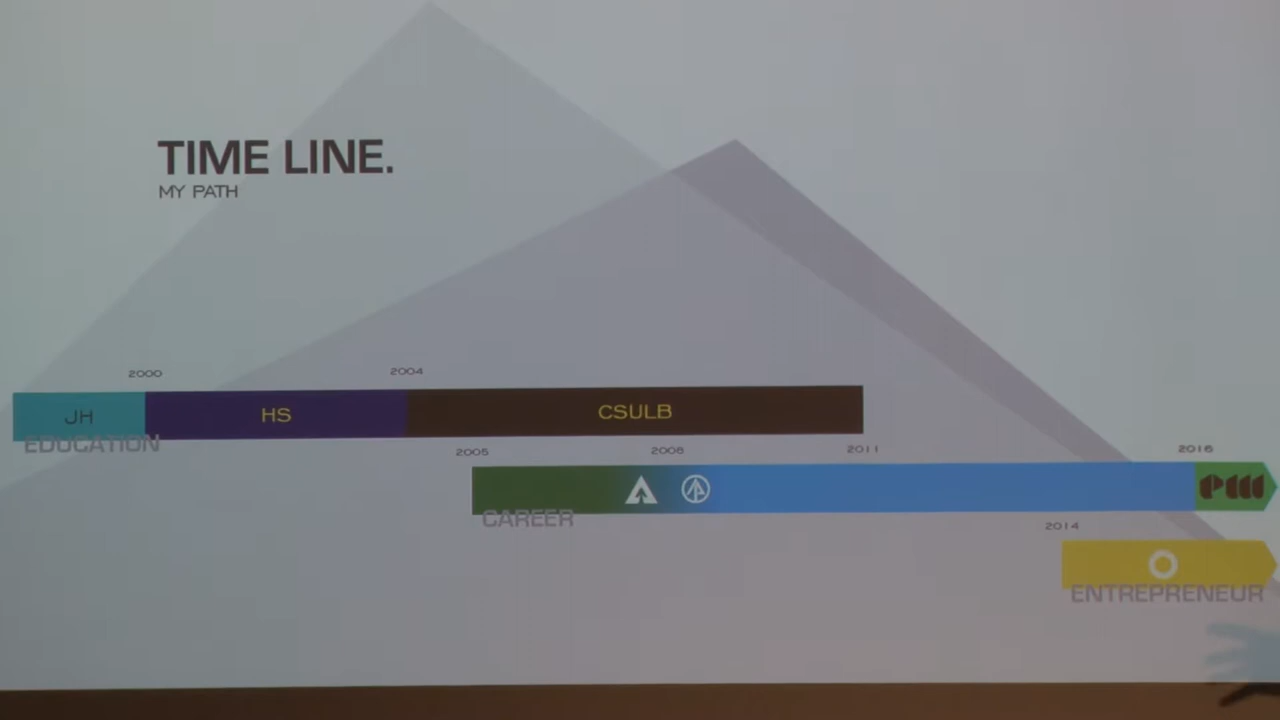 TIME LINE.
MY PATH
2000
2004
JH
HS
CSULB
EDUCATION
2005
2008
2011
2016
CAREER
2014
ENTREPRENEUR